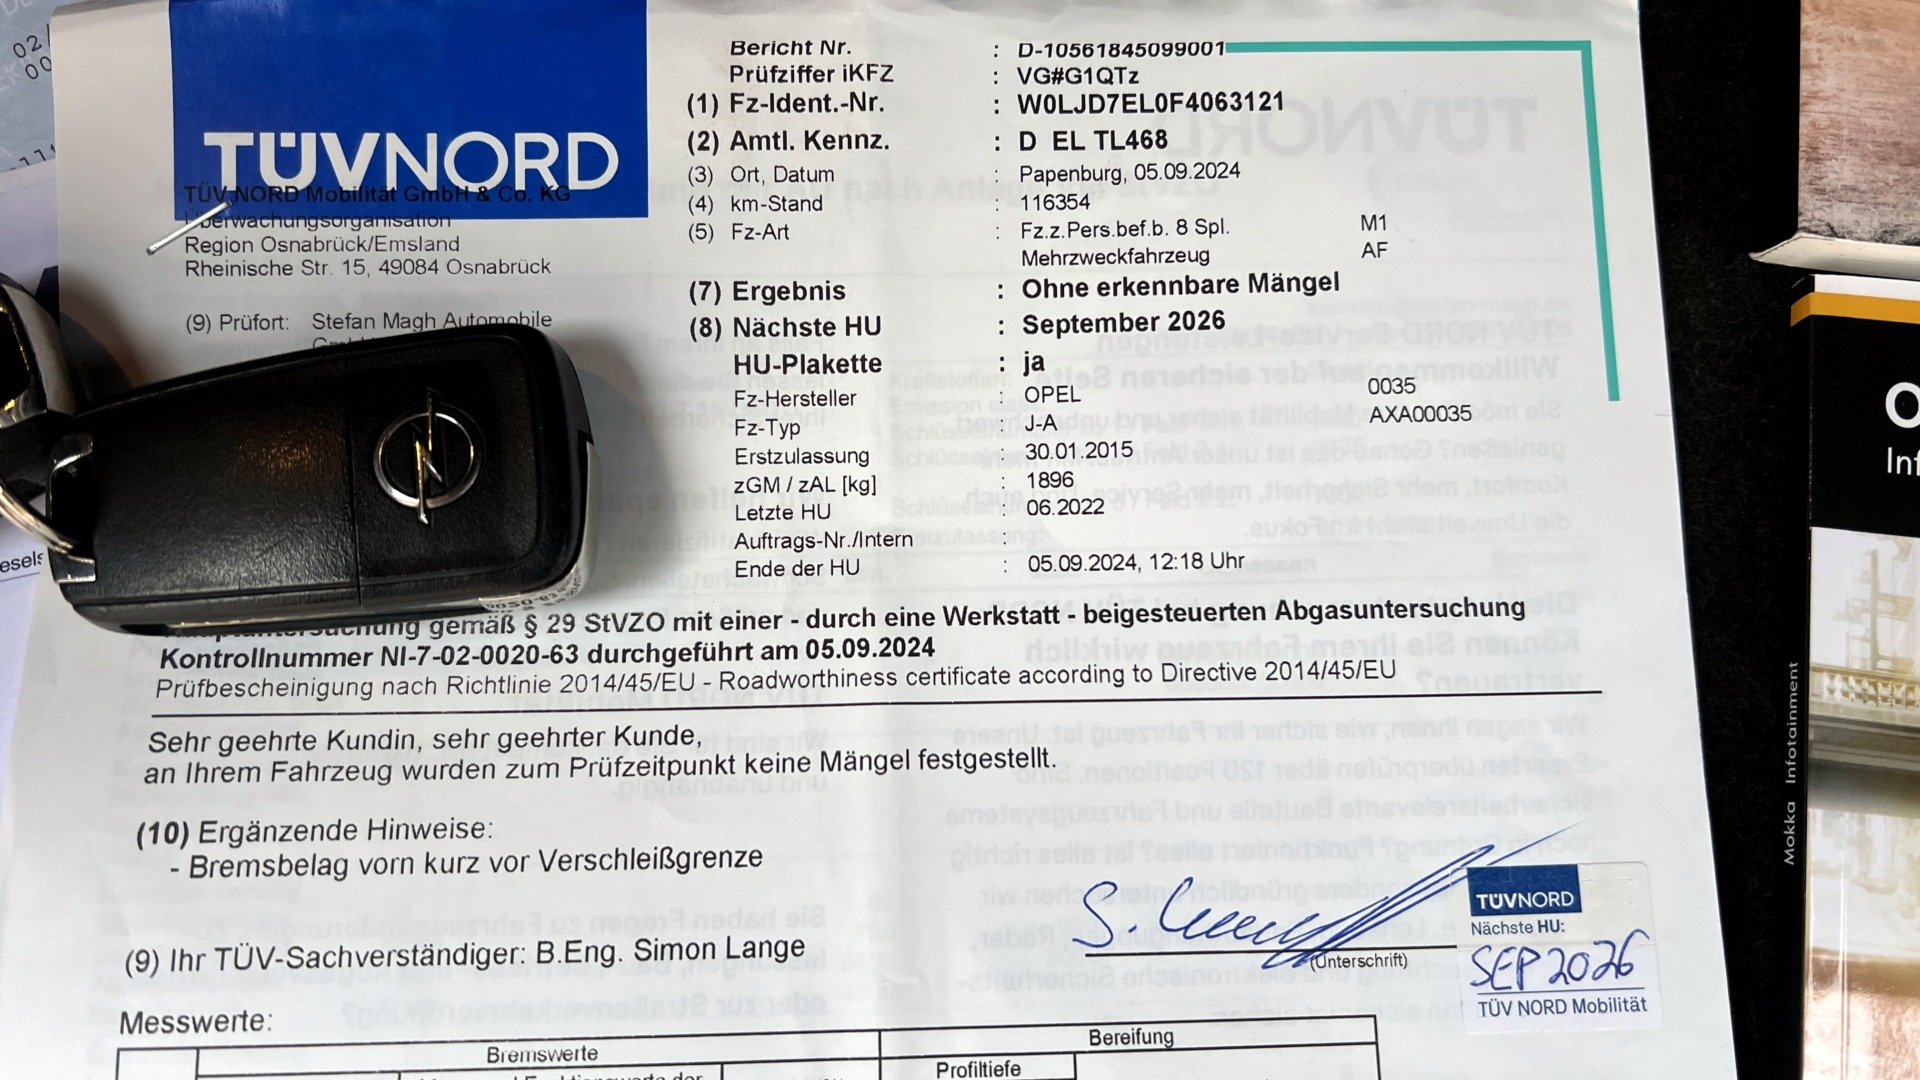 TÜVNORD
TÜV NORD Mobilität GmbH & Co. KG
Überwachungsorganisation
Region Osnabrück/Emsland
Rheinische Str. 15, 49084 Osnabrück
(9) Prüfort: Stefan Magh Automobile
Bericht Nr. : D-10561845099001
Prüfziffer iKFZ : VG#G1QTz
(1) Fz-Ident.-Nr. : W0LJD7EL0F4063121
(2) Amtl. Kennz. : D EL TL468
(3) Ort, Datum : Papenburg, 05.09.2024
(4) km-Stand : 116354
(5) Fz-Art : Fz.z.Pers.bef.b. 8 Spl. M1
Mehrzweckfahrzeug AF
(7) Ergebnis : Ohne erkennbare Mängel
(8) Nächste HU : September 2026
HU-Plakette : ja
Fz-Hersteller : OPEL 0035
Fz-Typ : J-A AXA00035
Erstzulassung : 30.01.2015
zGM / zAL [kg] : 1896
Letzte HU : 06.2022
Auftrags-Nr./Intern :
Ende der HU : 05.09.2024, 12:18 Uhr
gemäß § 29 StVZO mit einer - durch eine Werkstatt - beigesteuerten Abgasuntersuchung
Kontrollnummer NI-7-02-0020-63 durchgeführt am 05.09.2024
Prüfbescheinigung nach Richtlinie 2014/45/EU - Roadworthiness certificate according to Directive 2014/45/EU
Sehr geehrte Kundin, sehr geehrter Kunde,
an Ihrem Fahrzeug wurden zum Prüfzeitpunkt keine Mängel festgestellt.
(10) Ergänzende Hinweise:
- Bremsbelag vorn kurz vor Verschleißgrenze
(9) Ihr TÜV-Sachverständiger: B.Eng. Simon Lange
(Unterschrift)
TÜVNORD
Nächste HU:
SEP 2026
TÜV NORD Mobilität
Messwerte:
Bremswerte
Bereifung
Profiltiefe
Mokka Infotainment